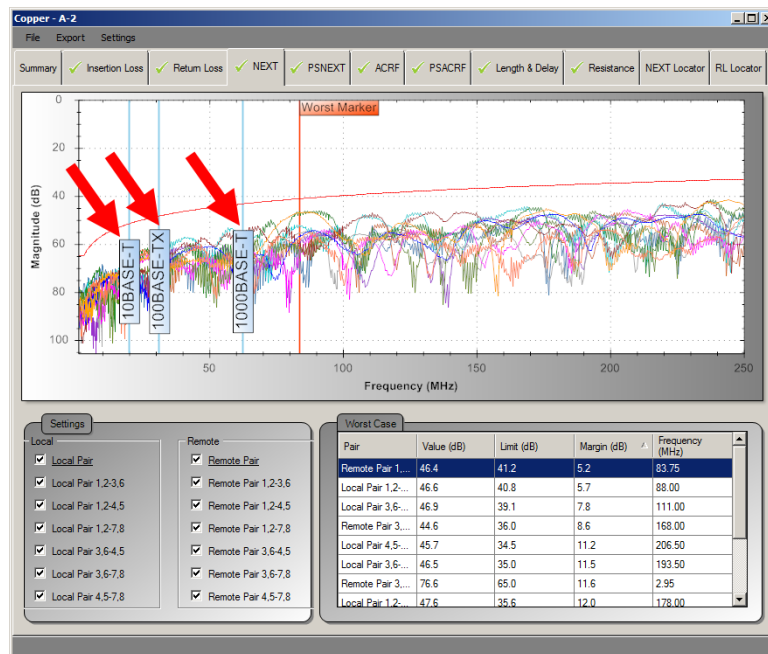 Copper - A-2
File Export Settings
Summary Insertion Loss Return Loss NEXT PSNEXT ACRF PSACRF Length & Delay Resistance NEXT Locator RL Locator
Worst Marker
0
20
40
60
80
100
Magnitude (dB)
10BASE-T
100BASE-TX
1000BASE-T
50 100 150 200 250
Frequency (MHz)
Settings
Local
Local Pair
Local Pair 1,2-3,6
Local Pair 1,2-4,5
Local Pair 1,2-7,8
Local Pair 3,6-4,5
Local Pair 3,6-7,8
Local Pair 4,5-7,8
Remote
Remote Pair
Remote Pair 1,2-3,6
Remote Pair 1,2-4,5
Remote Pair 1,2-7,8
Remote Pair 3,6-4,5
Remote Pair 3,6-7,8
Remote Pair 4,5-7,8
Worst Case
Pair Value (dB) Limit (dB) Margin (dB) Frequency (MHz)
Remote Pair 1,... 46.4 41.2 5.2 83.75
Local Pair 1,2-... 46.6 40.8 5.7 88.00
Local Pair 3,6-... 46.9 39.1 7.8 111.00
Remote Pair 3,... 44.6 36.0 8.6 168.00
Local Pair 4,5-... 45.7 34.5 11.2 206.50
Local Pair 3,6-... 46.5 35.0 11.5 193.50
Remote Pair 3,... 76.6 65.0 11.6 2.95
Local Pair 1,2-... 47.6 35.6 12.0 178.00